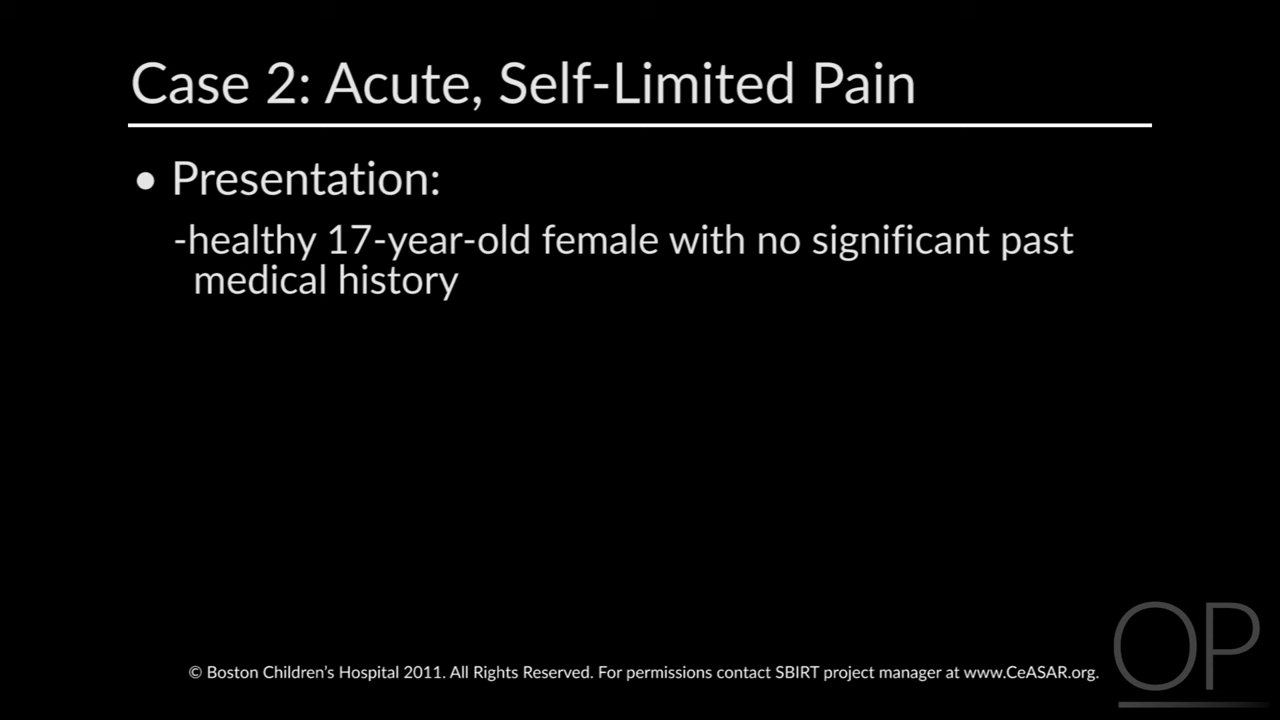 Case 2: Acute, Self-Limited Pain
• Presentation:
-healthy 17-year-old female with no significant past
medical history
© Boston Children’s Hospital 2011. All Rights Reserved. For permissions contact SBIRT project manager at www.CeASAR.org.
OP